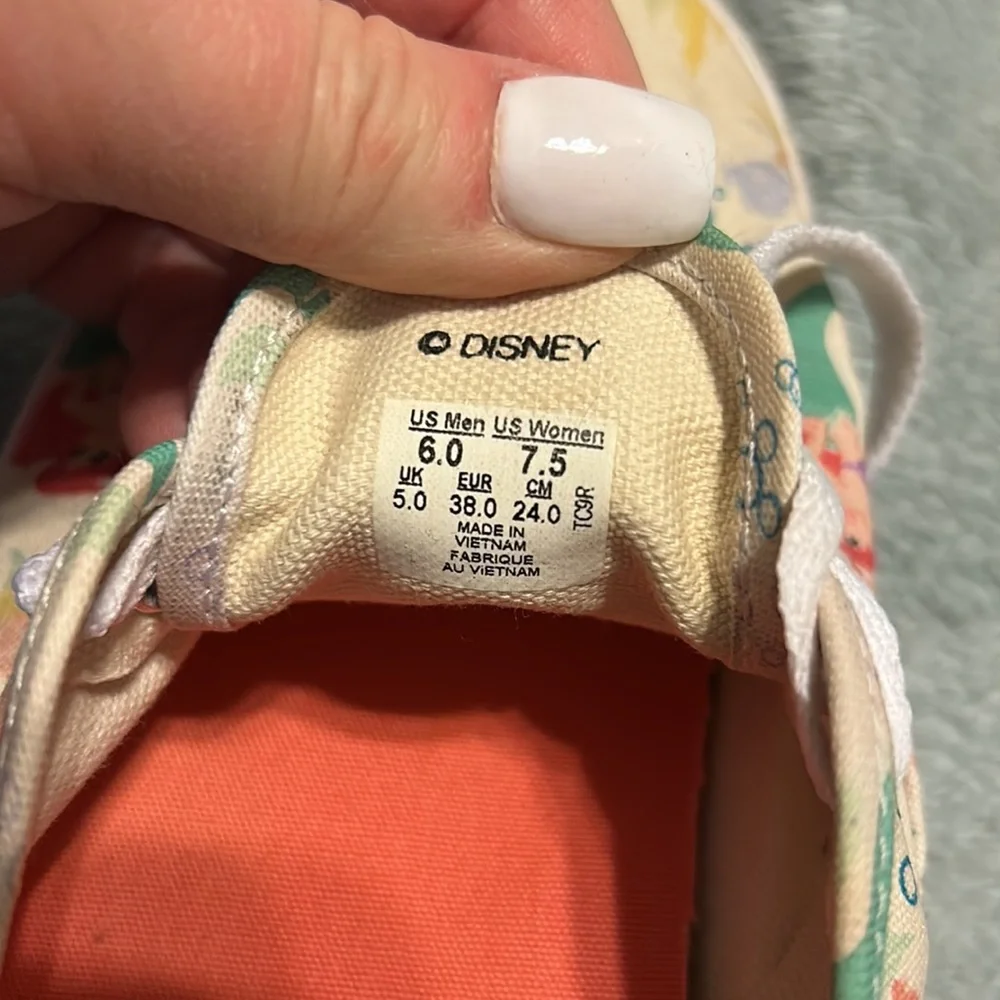 © DISNEY
US Men US Women
6.0 7.5
UK EUR CM
5.0 38.0 24.0
TC9R
MADE IN
VIETNAM
FABRIQUE
AU VIETNAM